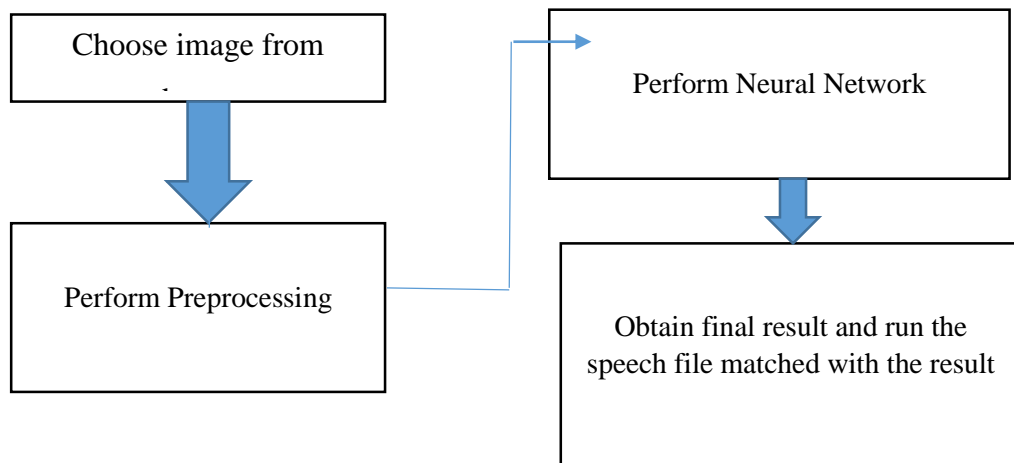 Choose image from
Perform Preprocessing
Perform Neural Network
Obtain final result and run the
speech file matched with the result